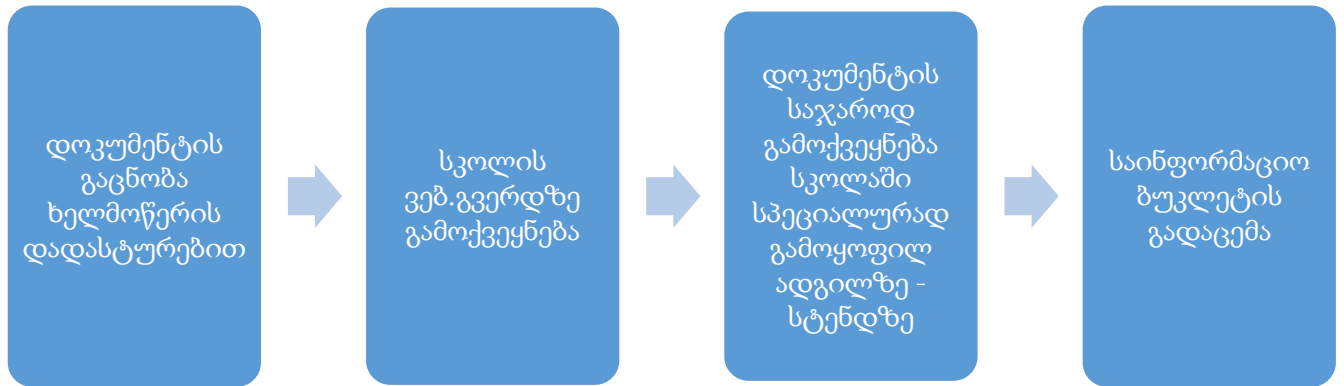 დოკუმენტის
გაცნობა
ხელმოწერის
დადასტურებით
სკოლის
ვებ.გვერდზე
გამოქვეყნება
დოკუმენტის
საჯაროდ
გამოქვეყნება
სკოლაში
სპეციალურად
გამოყოფილ
ადგილზე -
სტენდზე
საინფორმაციო
ბუკლეტის
გადაცემა